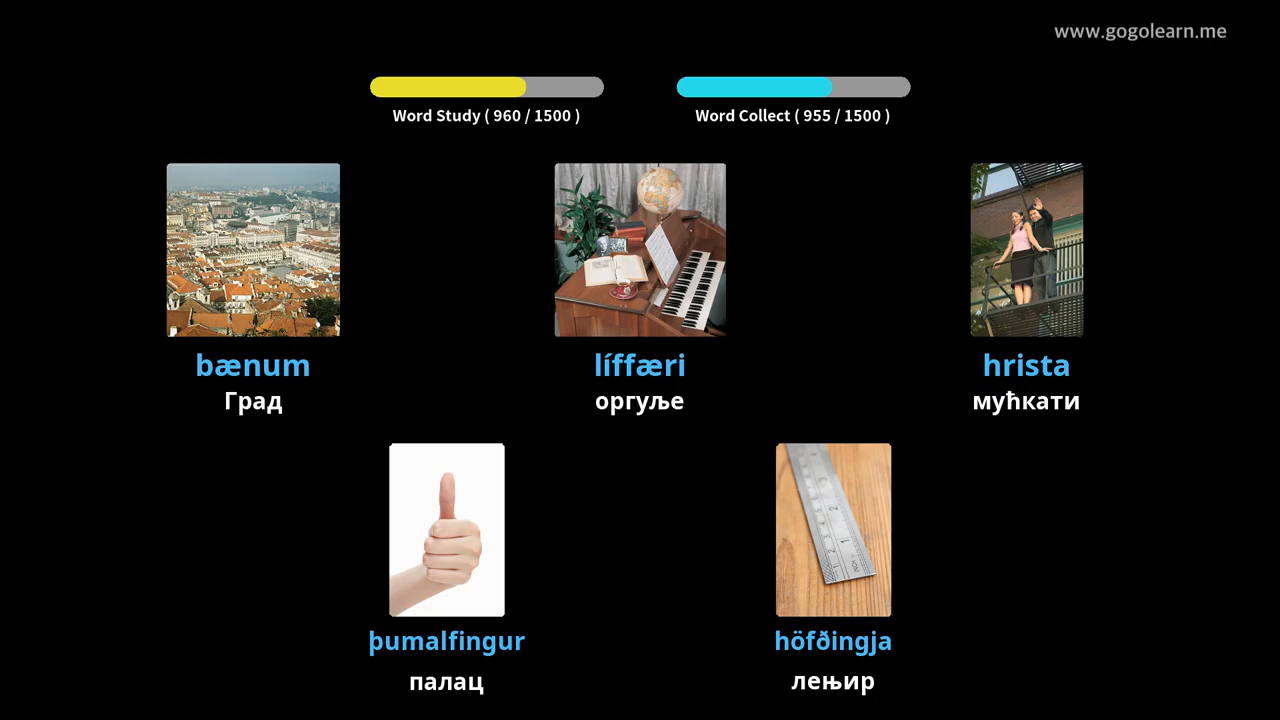 www.gogolearn.me
Word Study ( 960 / 1500 )
Word Collect ( 955 / 1500 )
bænum
Град
líffæri
оргуље
hrista
мућкати
þumalfingur
палац
höfðingja
лењир